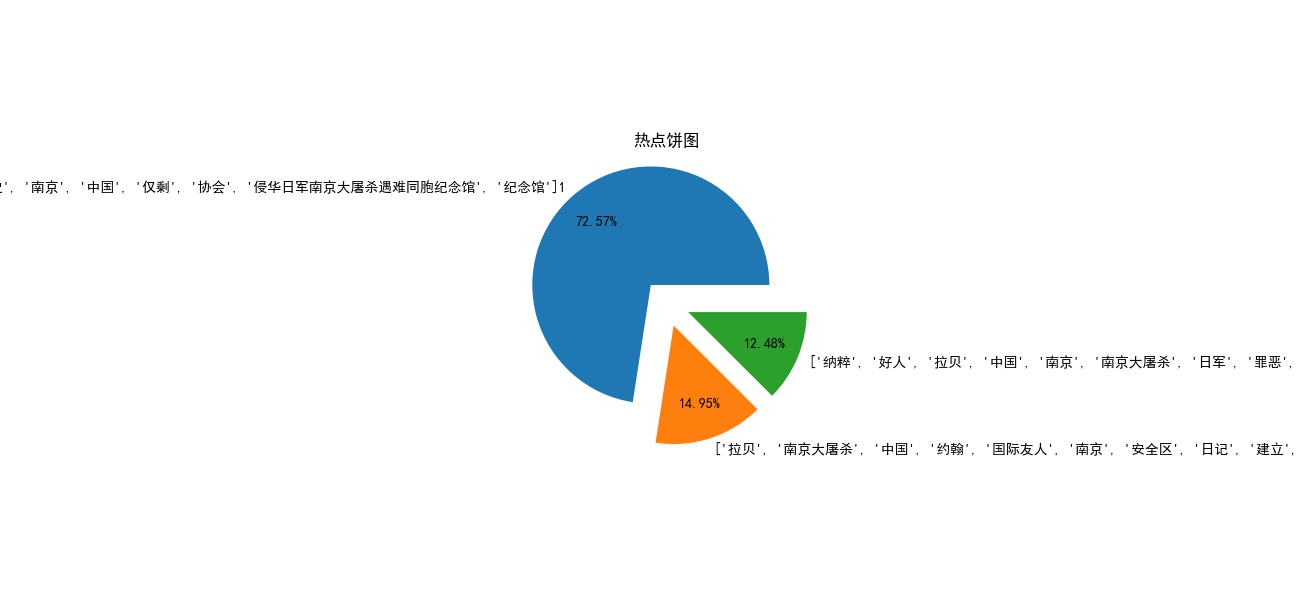 热点饼图
', '南京', '中国', '仅剩', '协会', '侵华日军南京大屠杀遇难同胞纪念馆', '纪念馆']1
72.57%
12.48%
['纳粹', '好人', '拉贝', '中国', '南京', '南京大屠杀', '日军', '罪恶',
14.95%
['拉贝', '南京大屠杀', '中国', '约翰', '国际友人', '南京', '安全区', '日记', '建立',